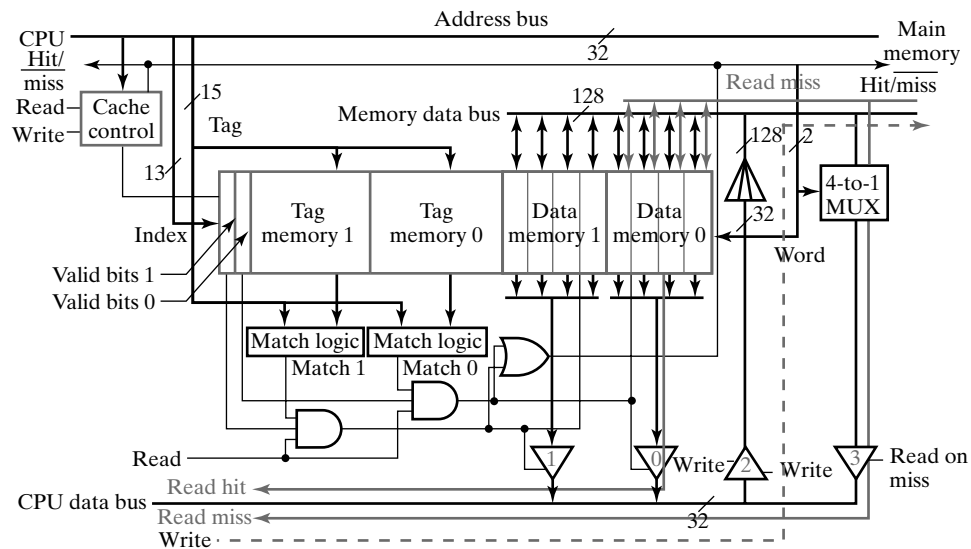 Address bus
CPU
32
Main
memory
Hit/
miss
Hit/miss
Read miss
15
Read
Write
Cache
control
Tag
Memory data bus
128
128
2
13
4-to-1
MUX
Tag
memory 1
Tag
memory 0
Data
memory 1
Data
memory 0
32
Index
Word
Valid bits 1
Valid bits 0
Match logic
Match logic
Match 1
Match 0
Read
1
0
Write
2
Write
3
Read on
miss
Read hit
CPU data bus
32
Read miss
Write